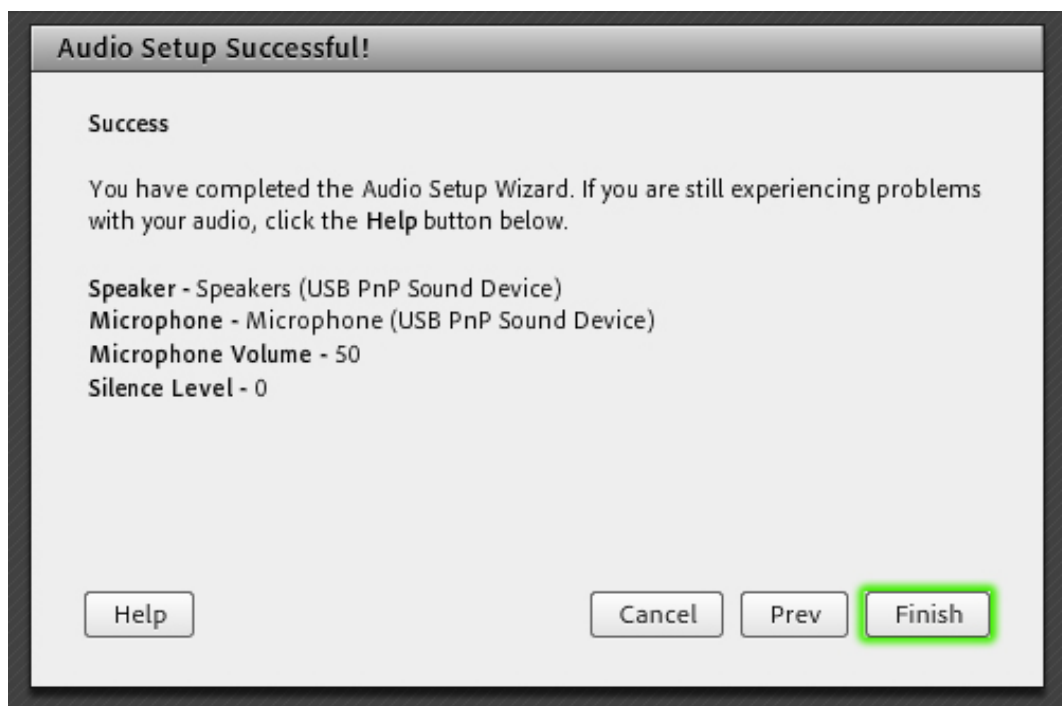 Audio Setup Successful!
Success
You have completed the Audio Setup Wizard. If you are still experiencing problems
with your audio, click the Help button below.
Speaker - Speakers (USB PnP Sound Device)
Microphone - Microphone (USB PnP Sound Device)
Microphone Volume - 50
Silence Level - 0
Help Cancel Prev Finish